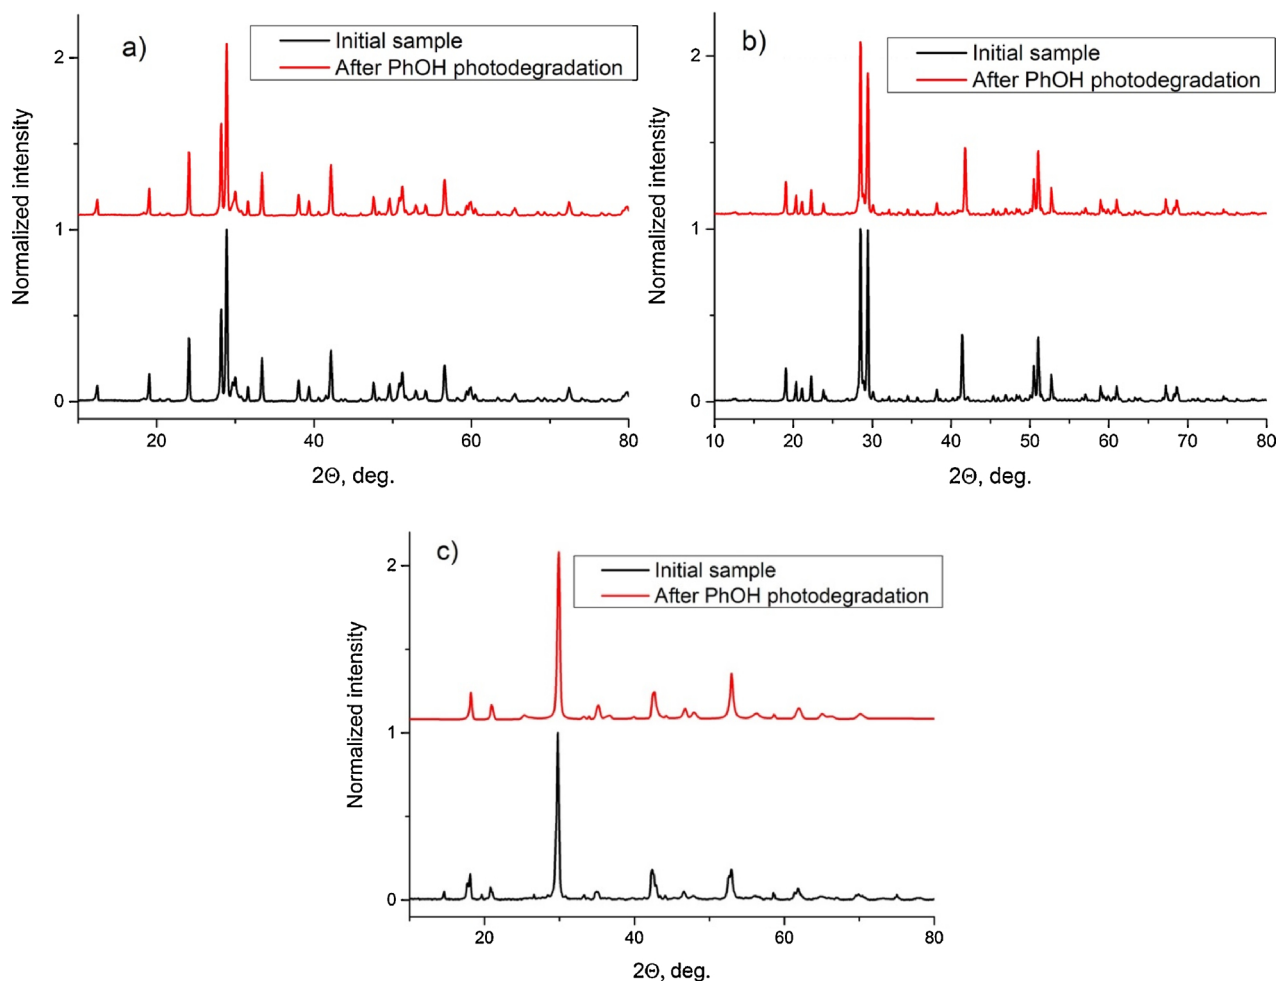 a)
Initial sample
After PhOH photodegradation
Normalized intensity
2
1
0
20
40
60
80
2Θ, deg.
b)
Initial sample
After PhOH photodegradation
Normalized intensity
2
1
0
10
20
30
40
50
60
70
80
2Θ, deg.
c)
Initial sample
After PhOH photodegradation
Normalized intensity
2
1
0
20
40
60
80
2Θ, deg.